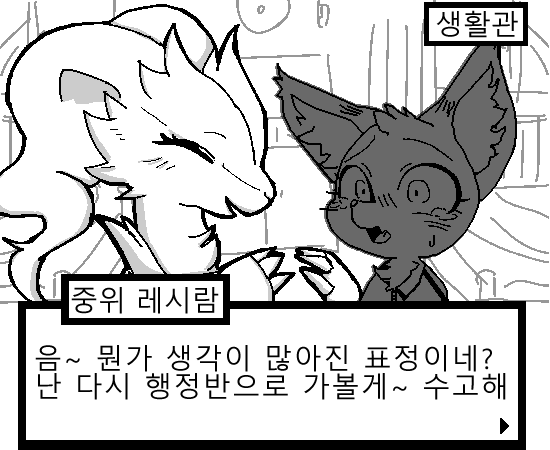 생활관
중위 레시람
음~ 뭔가 생각이 많아진 표정이네?
난 다시 행정반으로 가볼게~ 수고해